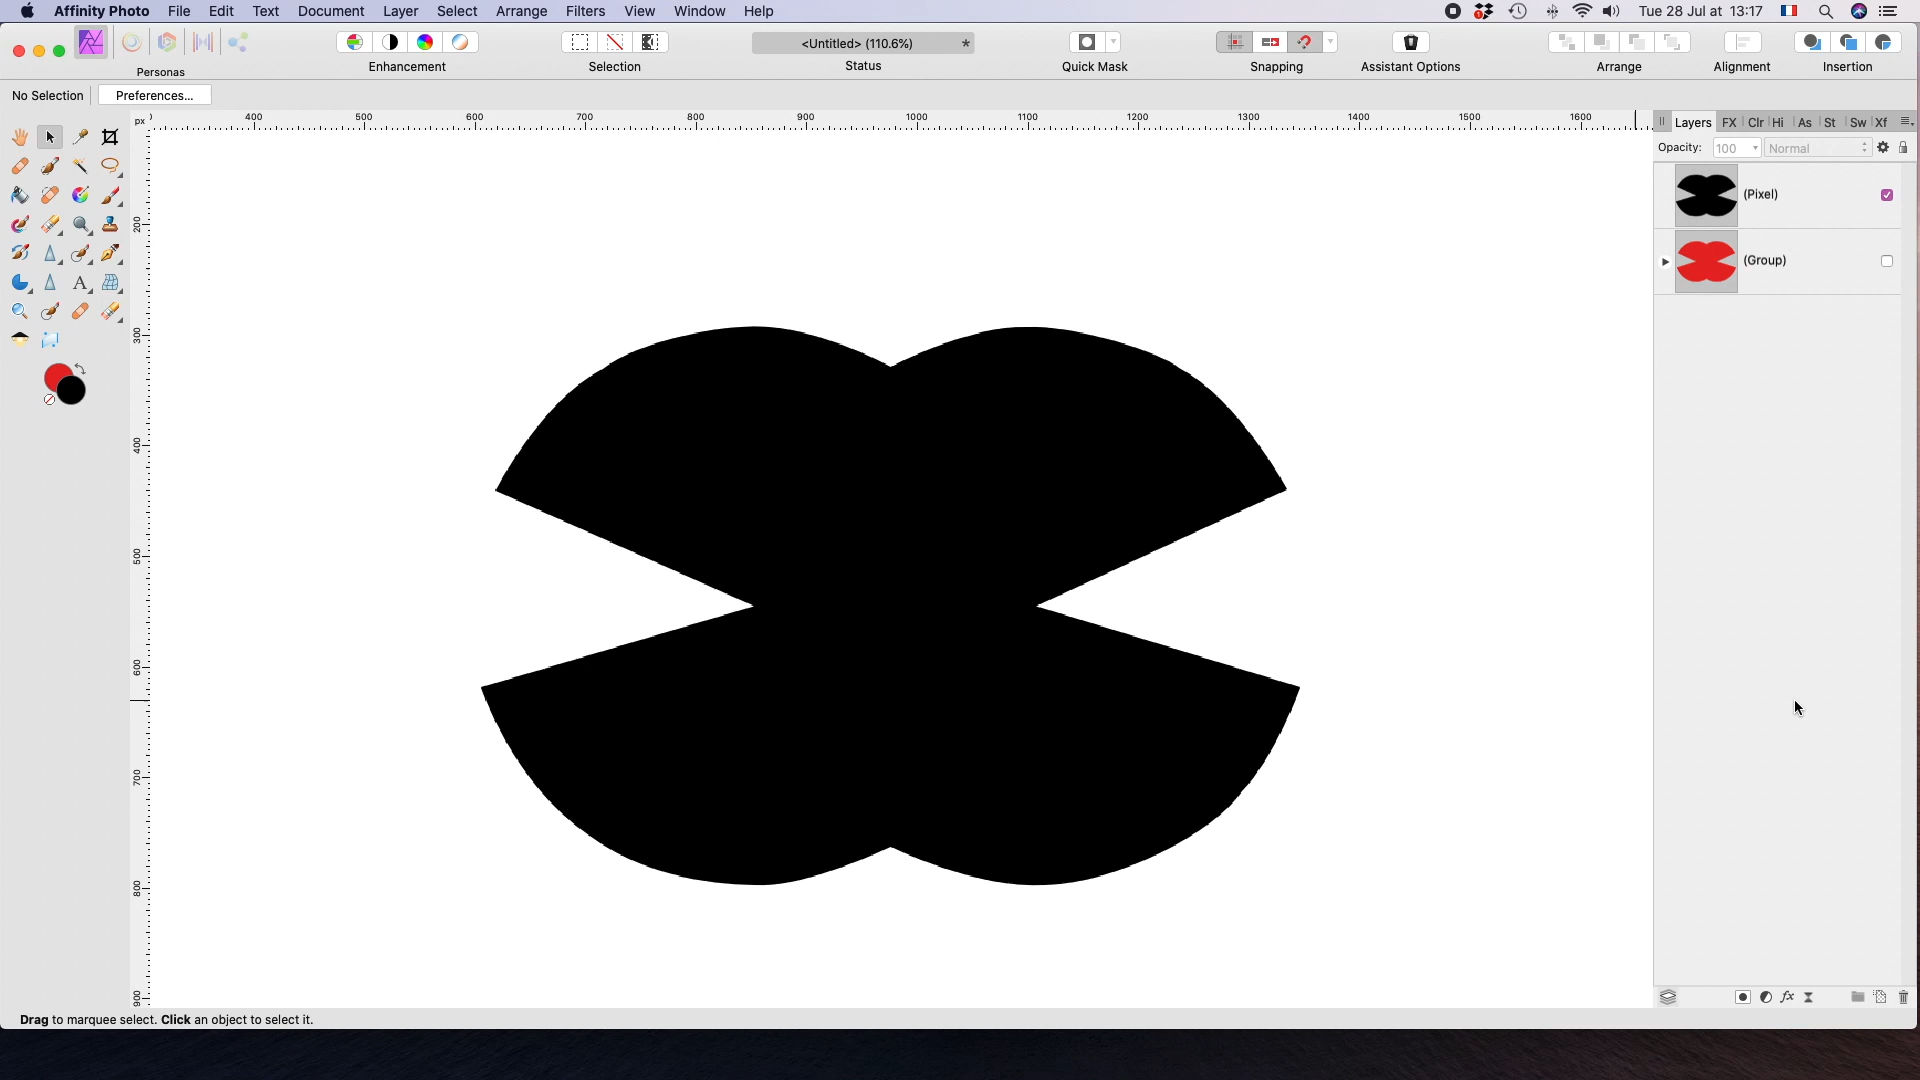 Affinity Photo File Edit Text Document Layer Select Arrange Filters View Window Help Tue 28 Jul at 13:17
Personas
Enhancement
Selection
<Untitled> (110.6%) *
Status
Quick Mask
Snapping
Assistant Options
Arrange
Alignment
Insertion
No Selection Preferences...
px 400 500 600 700 800 900 1000 1100 1200 1300 1400 1500 1600
200
300
400
500
600
700
800
900
Layers FX Clr Hi As St Sw Xf
Opacity: 100 Normal
(Pixel)
(Group)
Drag to marquee select. Click an object to select it.